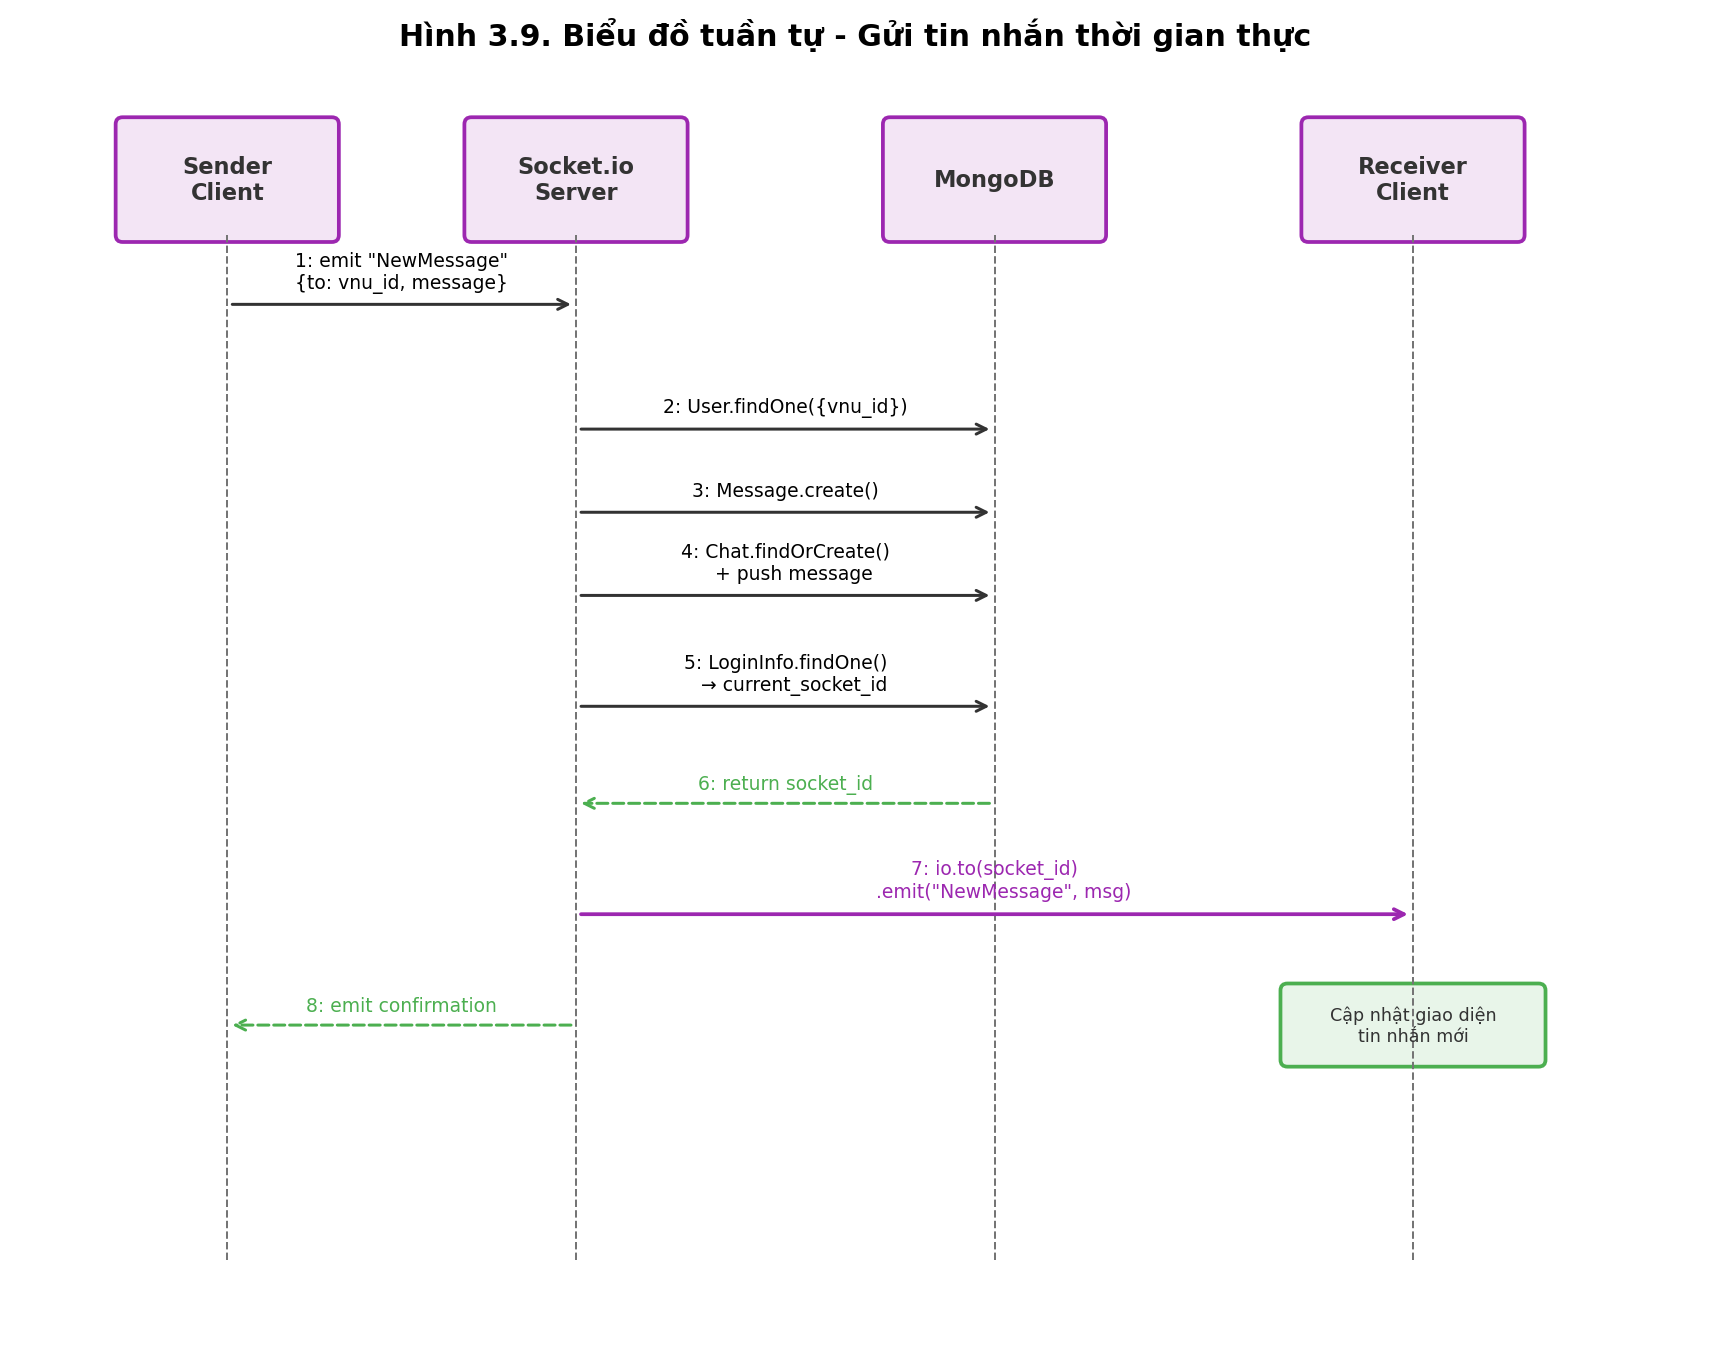 Hình 3.9. Biểu đồ tuần tự - Gửi tin nhắn thời gian thực
Sender
Client
Socket.io
Server
MongoDB
Receiver
Client
1: emit "NewMessage"
{to: vnu_id, message}
2: User.findOne({vnu_id})
3: Message.create()
4: Chat.findOrCreate()
+ push message
5: LoginInfo.findOne()
→ current_socket_id
6: return socket_id
7: io.to(socket_id)
.emit("NewMessage", msg)
8: emit confirmation
Cập nhật giao diện
tin nhắn mới